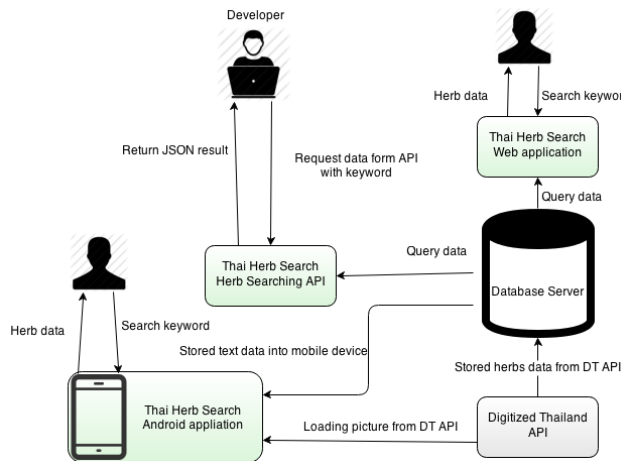 Developer
Herb data
Search keyword
Thai Herb Search
Web application
Return JSON result
Request data form API
with keyword
Query data
Thai Herb Search
Herb Searching API
Query data
Database Server
Herb data
Search keyword
Stored text data into mobile device
Stored herbs data from DT API
Thai Herb Search
Android appliation
Loading picture from DT API
Digitized Thailand
API